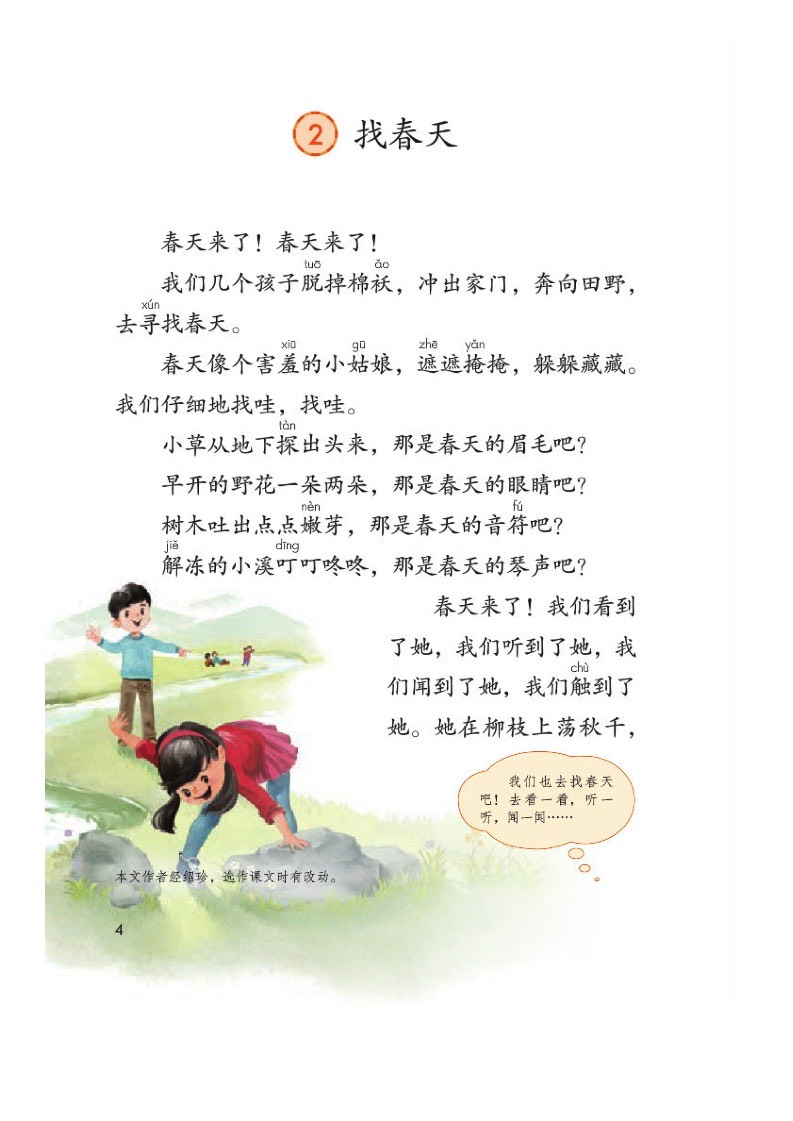 2 找春天
春天来了！春天来了！
tuō ǎo
我们几个孩子脱掉棉袄，冲出家门，奔向田野，
xún
去寻找春天。
xiū gū zhē yǎn
春天像个害羞的小姑娘，遮遮掩掩，躲躲藏藏。
我们仔细地找哇，找哇。
tàn
小草从地下探出头来，那是春天的眉毛吧？
早开的野花一朵两朵，那是春天的眼睛吧？
nèn fú
树木吐出点点嫩芽，那是春天的音符吧？
jiě dīng
解冻的小溪叮叮咚咚，那是春天的琴声吧？
春天来了！我们看到
了她，我们听到了她，我
chù
们闻到了她，我们触到了
她。她在柳枝上荡秋千，
我们也去找春天
吧！去看一看，听一
听，闻一闻……
本文作者经绍珍，选作课文时有改动。
4